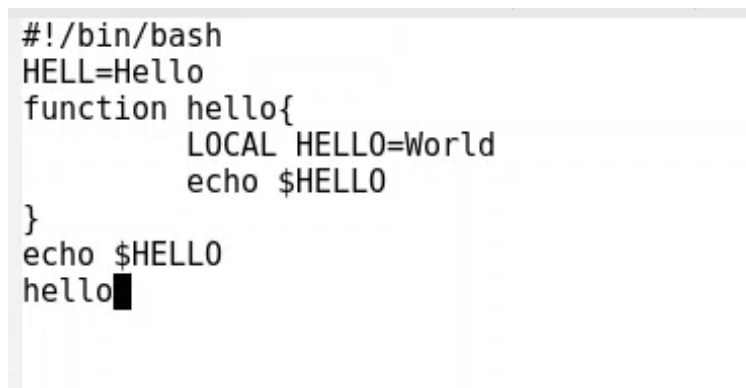 #!/bin/bash
HELL=Hello
function hello{
LOCAL HELLO=World
echo $HELLO
}
echo $HELLO
hello